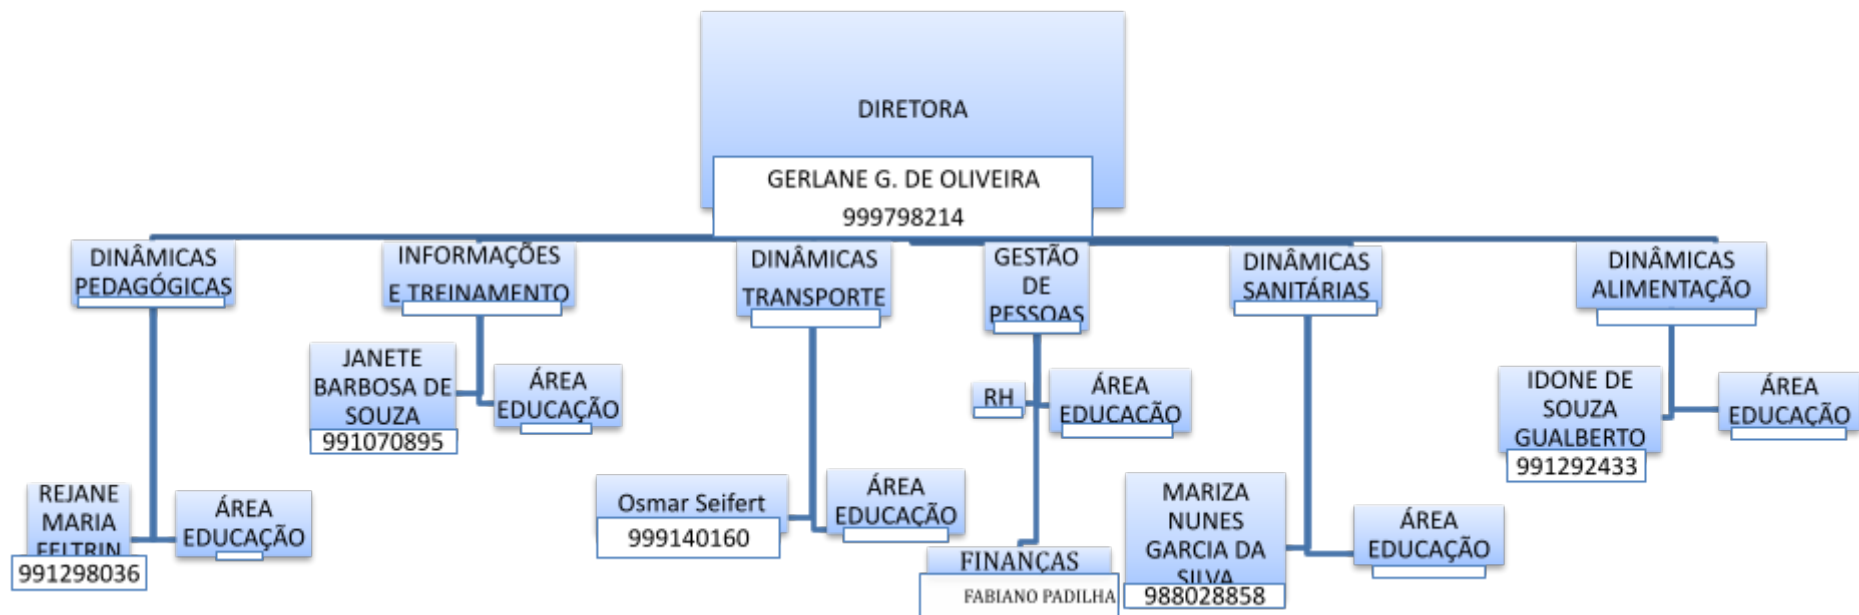 DIRETORA
GERLANE G. DE OLIVEIRA
999798214
DINÂMICAS
PEDAGÓGICAS
INFORMAÇÕES
E TREINAMENTO
DINÂMICAS
TRANSPORTE
GESTÃO
DE
PESSOAS
DINÂMICAS
SANITÁRIAS
DINÂMICAS
ALIMENTAÇÃO
JANETE
BARBOSA DE
SOUZA
991070895
ÁREA
EDUCAÇÃO
RH
ÁREA
EDUCAÇÃO
IDONE DE
SOUZA
GUALBERTO
991292433
ÁREA
EDUCAÇÃO
REJANE
MARIA
FELTRIN
991298036
ÁREA
EDUCAÇÃO
Osmar Seifert
999140160
ÁREA
EDUCAÇÃO
FINANÇAS
FABIANO PADILHA
MARIZA
NUNES
GARCIA DA
SILVA
988028858
ÁREA
EDUCAÇÃO